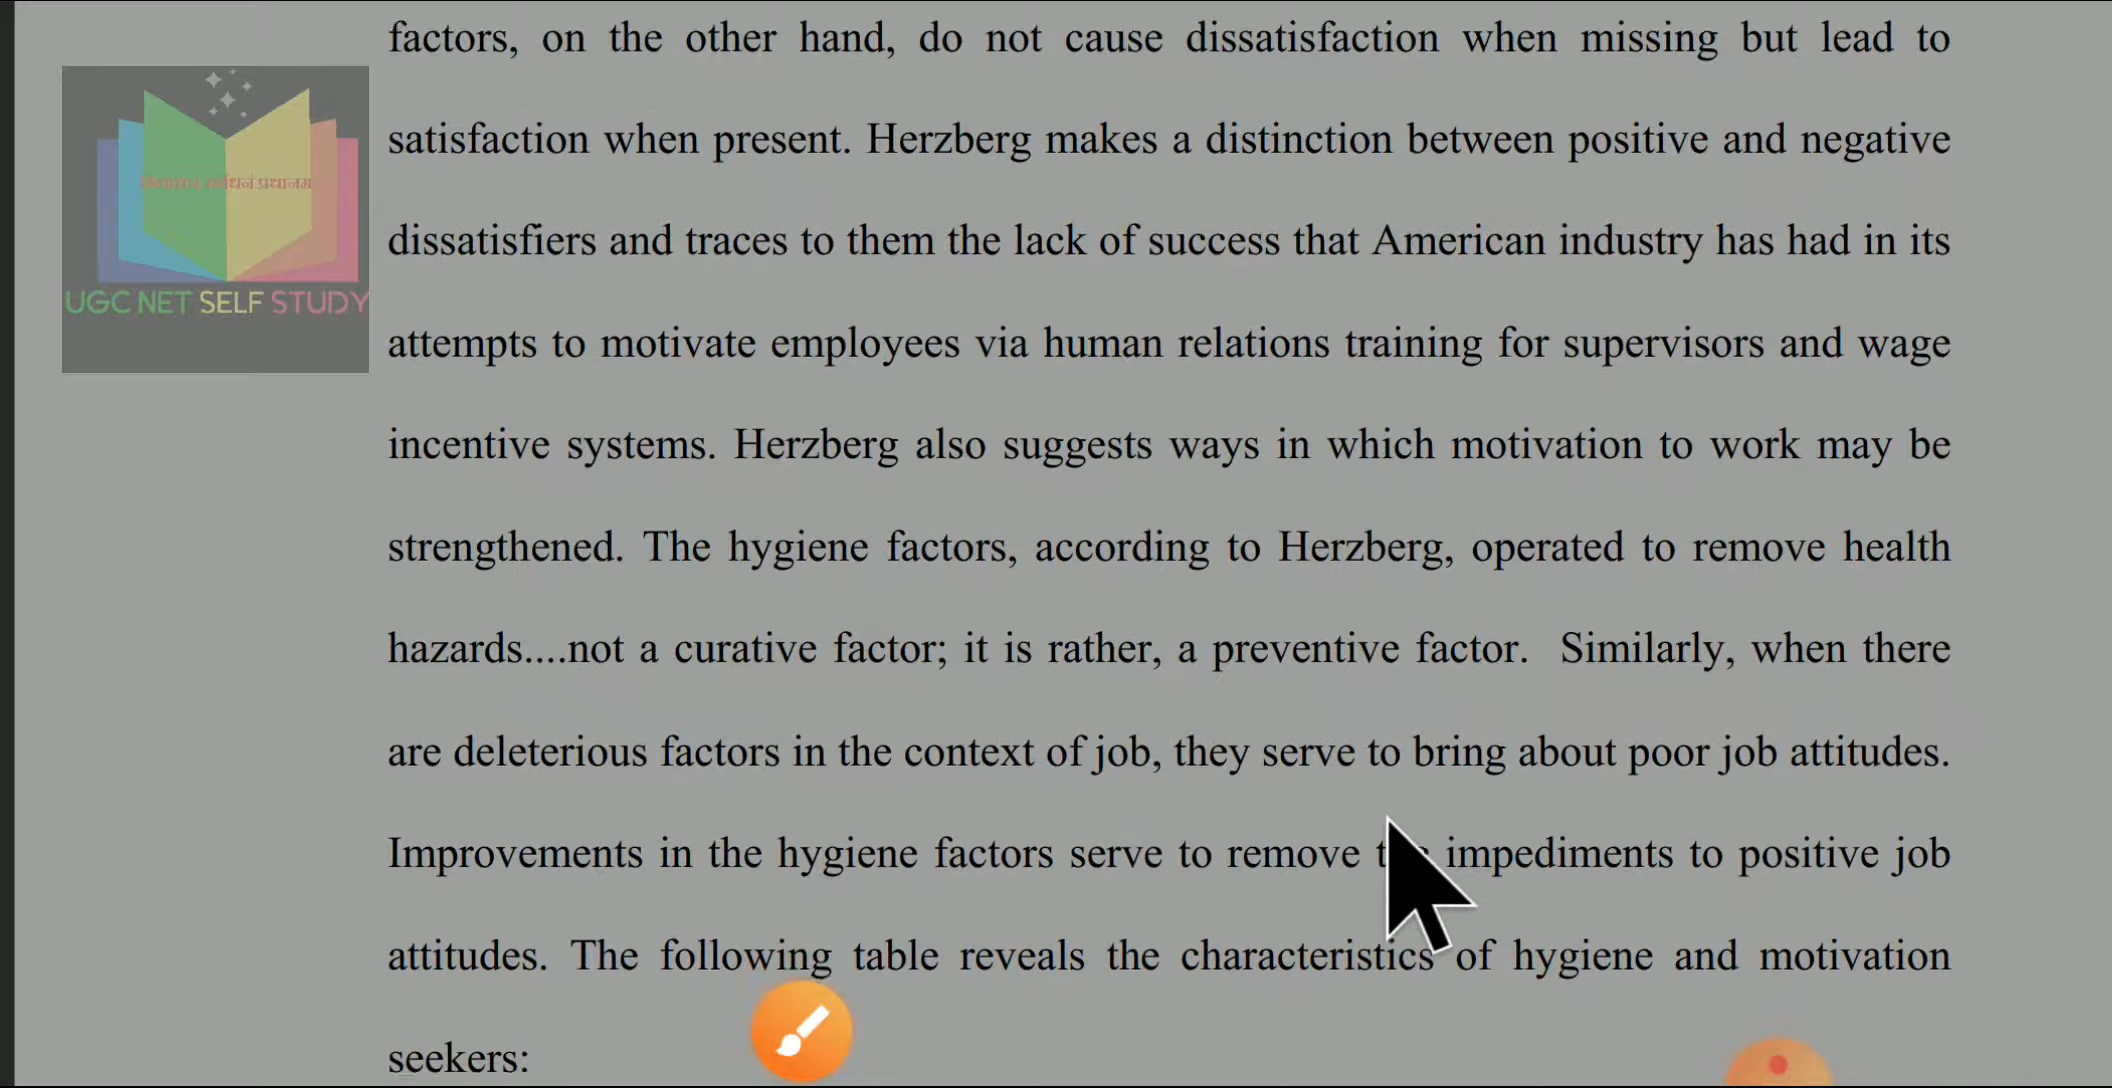 factors, on the other hand, do not cause dissatisfaction when missing but lead to
satisfaction when present. Herzberg makes a distinction between positive and negative
dissatisfiers and traces to them the lack of success that American industry has had in its
attempts to motivate employees via human relations training for supervisors and wage
incentive systems. Herzberg also suggests ways in which motivation to work may be
strengthened. The hygiene factors, according to Herzberg, operated to remove health
hazards....not a curative factor; it is rather, a preventive factor. Similarly, when there
are deleterious factors in the context of job, they serve to bring about poor job attitudes.
Improvements in the hygiene factors serve to remove impediments to positive job
attitudes. The following table reveals the characteristics of hygiene and motivation
seekers:
प्रधानम
UGC NET SELF STUDY